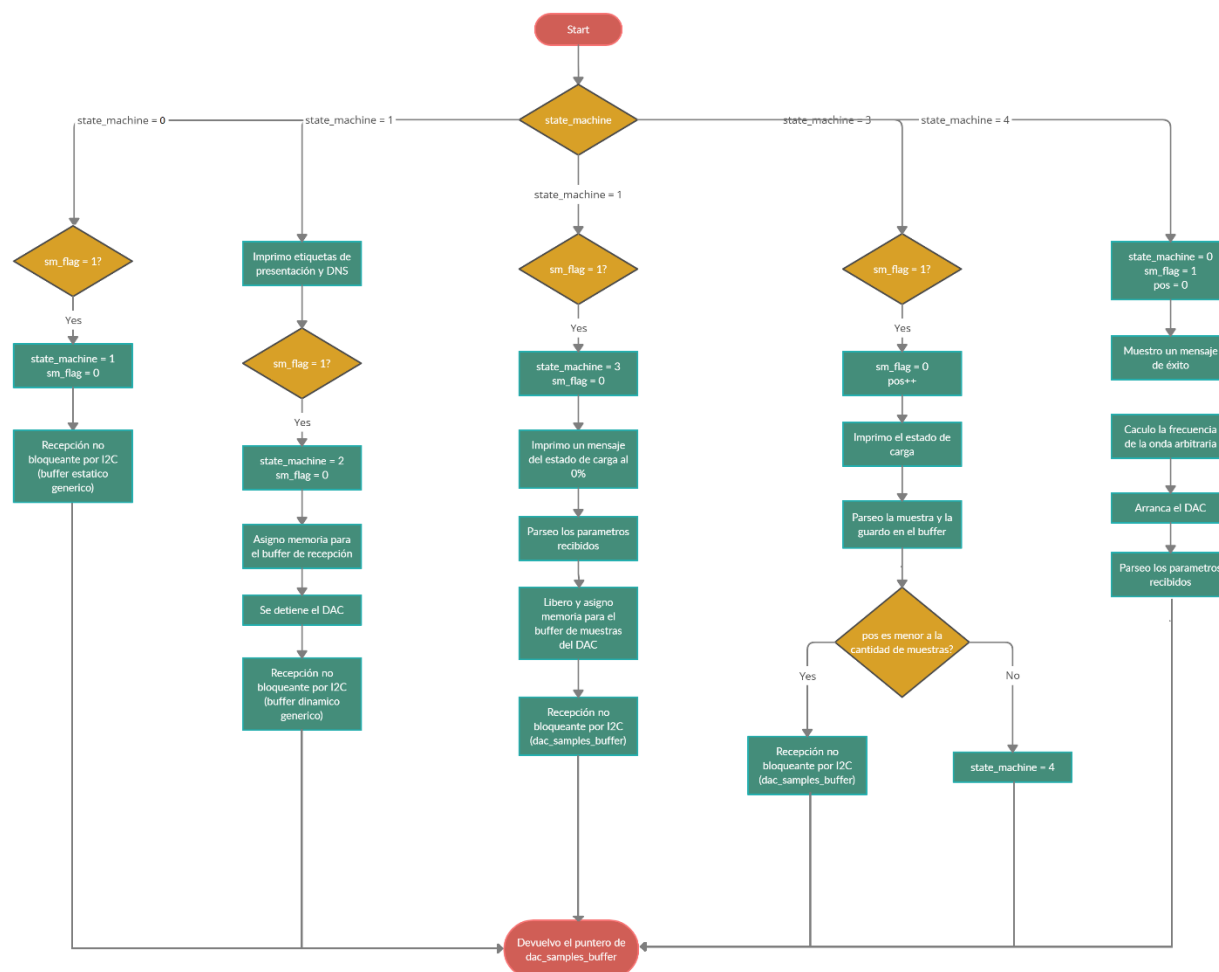 Start
state_machine
state_machine = 0
state_machine = 1
state_machine = 3
state_machine = 4
state_machine = 1
sm_flag = 1?
Yes
state_machine = 1
sm_flag = 0
Recepción no
bloqueante por I2C
(buffer estatico
generico)
Imprimo etiquetas de
presentación y DNS
sm_flag = 1?
Yes
state_machine = 2
sm_flag = 0
Asigno memoria para
el buffer de recepción
Se detiene el DAC
Recepción no
bloqueante por I2C
(buffer dinamico
generico)
sm_flag = 1?
Yes
state_machine = 3
sm_flag = 0
Imprimo un mensaje
del estado de carga al
0%
Parseo los parametros
recibidos
Libero y asigno
memoria para el
buffer de muestras
del DAC
Recepción no
bloqueante por I2C
(dac_samples_buffer)
sm_flag = 1?
Yes
sm_flag = 0
pos++
Imprimo el estado de
carga
Parseo la muestra y la
guardo en el buffer
pos es menor a la
cantidad de muestras?
Yes
No
Recepción no
bloqueante por I2C
(dac_samples_buffer)
state_machine = 4
state_machine = 0
sm_flag = 1
pos = 0
Muestro un mensaje
de éxito
Caculo la frecuencia
de la onda arbitraria
Arranca el DAC
Parseo los parametros
recibidos
Devuelvo el puntero de
dac_samples_buffer